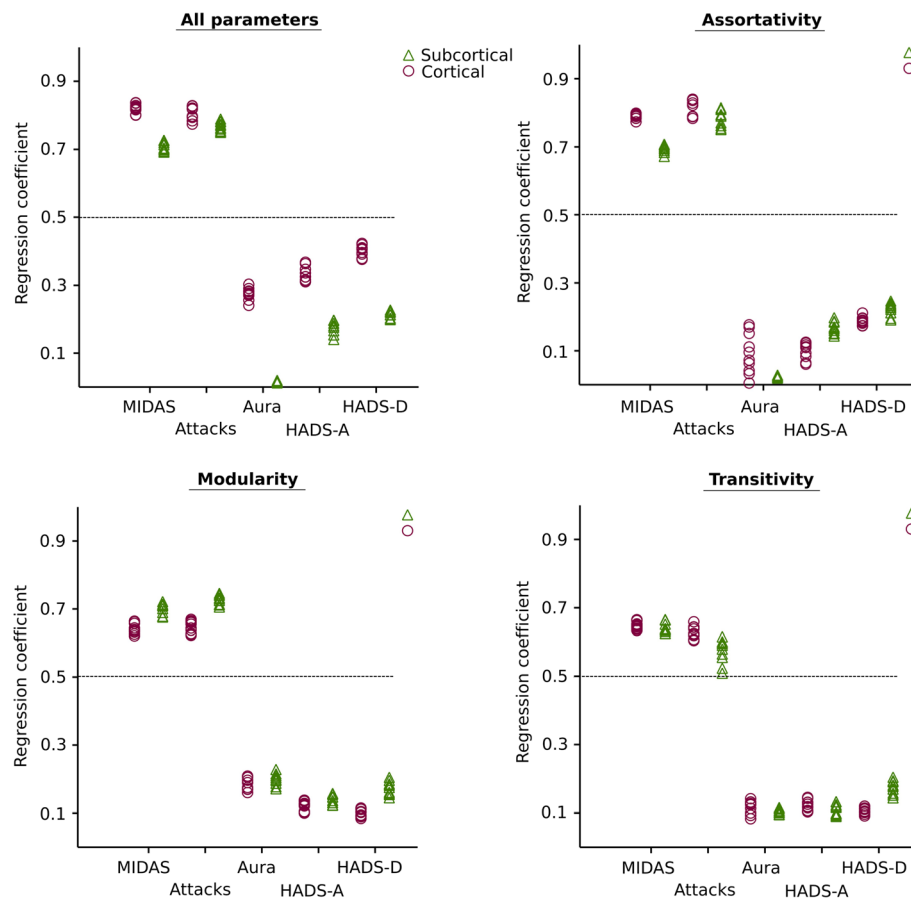 All parameters
Subcortical
Cortical
Regression coefficient
0.9
0.7
0.5
0.3
0.1
MIDAS
Aura
HADS-D
Attacks
HADS-A
Assortativity
Regression coefficient
0.9
0.7
0.5
0.3
0.1
MIDAS
Aura
HADS-D
Attacks
HADS-A
Modularity
Regression coefficient
0.9
0.7
0.5
0.3
0.1
MIDAS
Aura
HADS-D
Attacks
HADS-A
Transitivity
Regression coefficient
0.9
0.7
0.5
0.3
0.1
MIDAS
Aura
HADS-D
Attacks
HADS-A